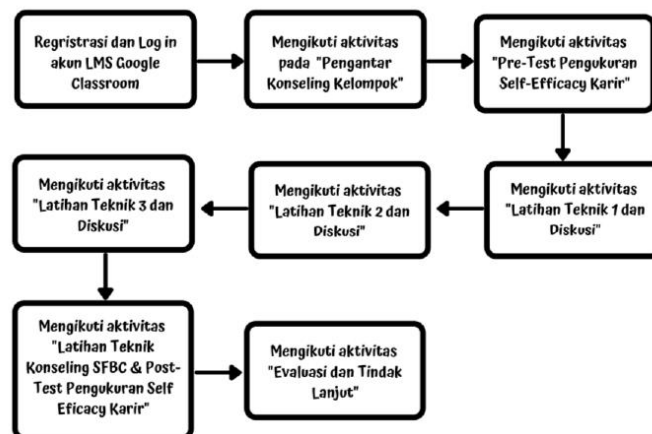 Regristrasi dan Log in
akun LMS Google
Classroom
Mengikuti aktivitas
pada "Pengantar
Konseling Kelompok"
Mengikuti aktivitas
"Pre-Test Pengukuran
Self-Efficacy Karir"
Mengikuti aktivitas
"Latihan Teknik 1 dan
Diskusi"
Mengikuti aktivitas
"Latihan Teknik 2 dan
Diskusi"
Mengikuti aktivitas
"Latihan Teknik 3 dan
Diskusi"
Mengikuti aktivitas
"Latihan Teknik
Konseling SFBC & Post-
Test Pengukuran Self
Eficacy Karir"
Mengikuti aktivitas
"Evaluasi dan Tindak
Lanjut"